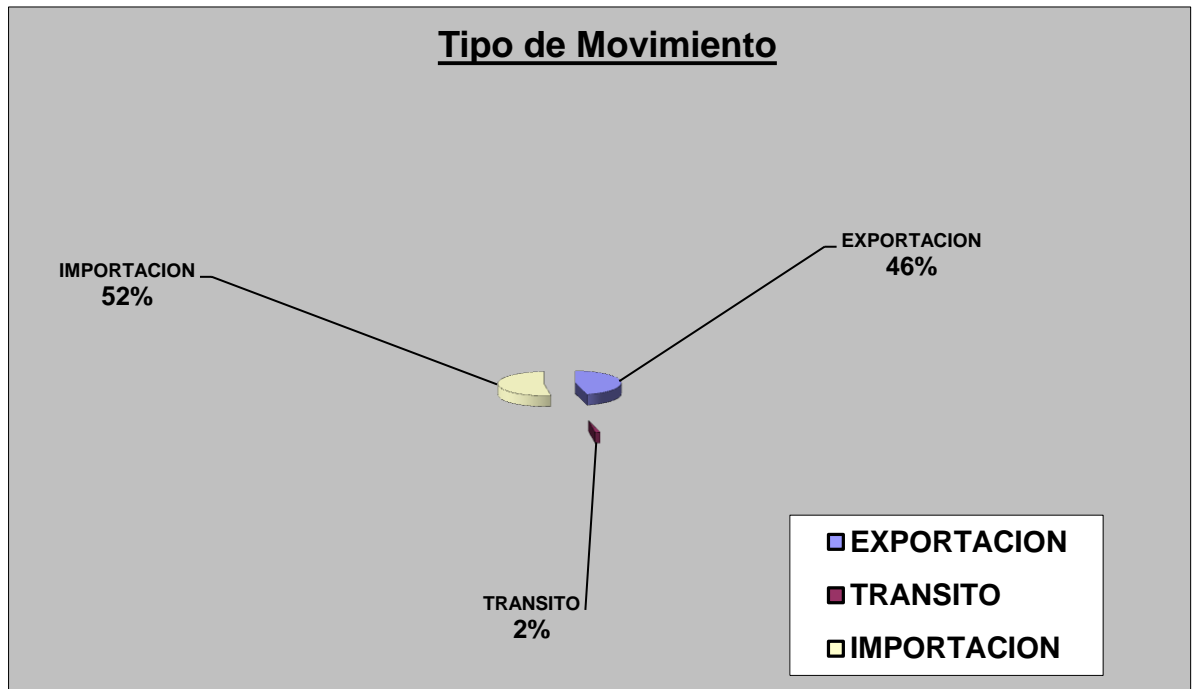 Tipo de Movimiento
EXPORTACION
46%
IMPORTACION
52%
TRANSITO
2%
EXPORTACION
TRANSITO
IMPORTACION